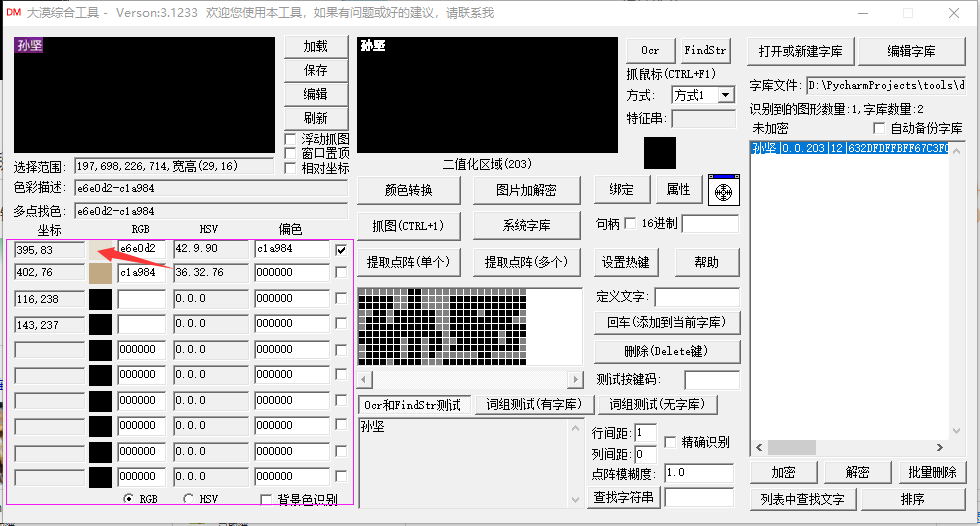 DM 大漠综合工具 - Verson:3.1233 欢迎您使用本工具，如果有问题或好的建议，请联系我
孙坚
加载
保存
编辑
刷新
浮动抓图
窗口置顶
相对坐标
选择范围: 197,698,226,714,宽高(29,16)
色彩描述: e6e0d2-c1a984
多点找色: e6e0d2-c1a984
坐标 RGB HSV 偏色
395,83 e6e0d2 42.9.90 c1a984
402,76 c1a984 36.32.76 000000
116,238 0.0.0 000000
143,237 0.0.0 000000
000000 0.0.0 000000
000000 0.0.0 000000
000000 0.0.0 000000
000000 0.0.0 000000
000000 0.0.0 000000
000000 0.0.0 000000
RGB HSV 背景色识别
孙坚
二值化区域(203)
颜色转换 图片加解密
抓图(CTRL+1) 系统字库
提取点阵(单个) 提取点阵(多个)
Ocr和FindStr测试 词组测试(有字库) 词组测试(无字库)
孙坚
Ocr FindStr
抓鼠标(CTRL+F1)
方式: 方式1
特征串:
绑定 属性
句柄 16进制
设置热键 帮助
定义文字:
回车(添加到当前字库)
删除(Delete键)
测试按键码:
行间距: 1
列间距: 0
精确识别
点阵模糊度: 1.0
查找字符串
打开或新建字库 编辑字库
字库文件: D:\PycharmProjects\tools\d
识别到的图形数量:1,字库数量:2
未加密 自动备份字库
孙坚|0.0.203|12|632DFDFFBFF67C3FC
加密 解密 批量删除
列表中查找文字 排序